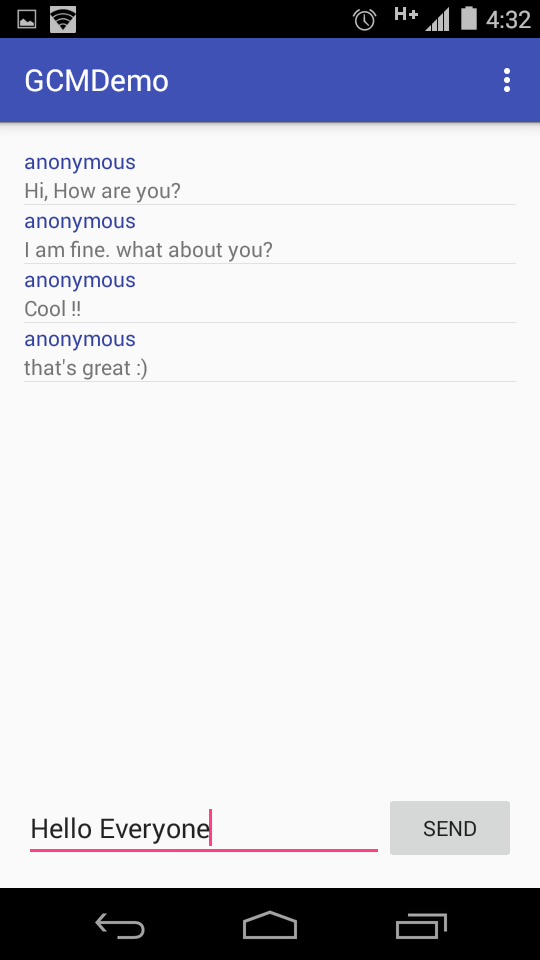 H+ 4:32
GCMDemo
anonymous
Hi, How are you?
anonymous
I am fine. what about you?
anonymous
Cool !!
anonymous
that's great :)
Hello Everyone
SEND